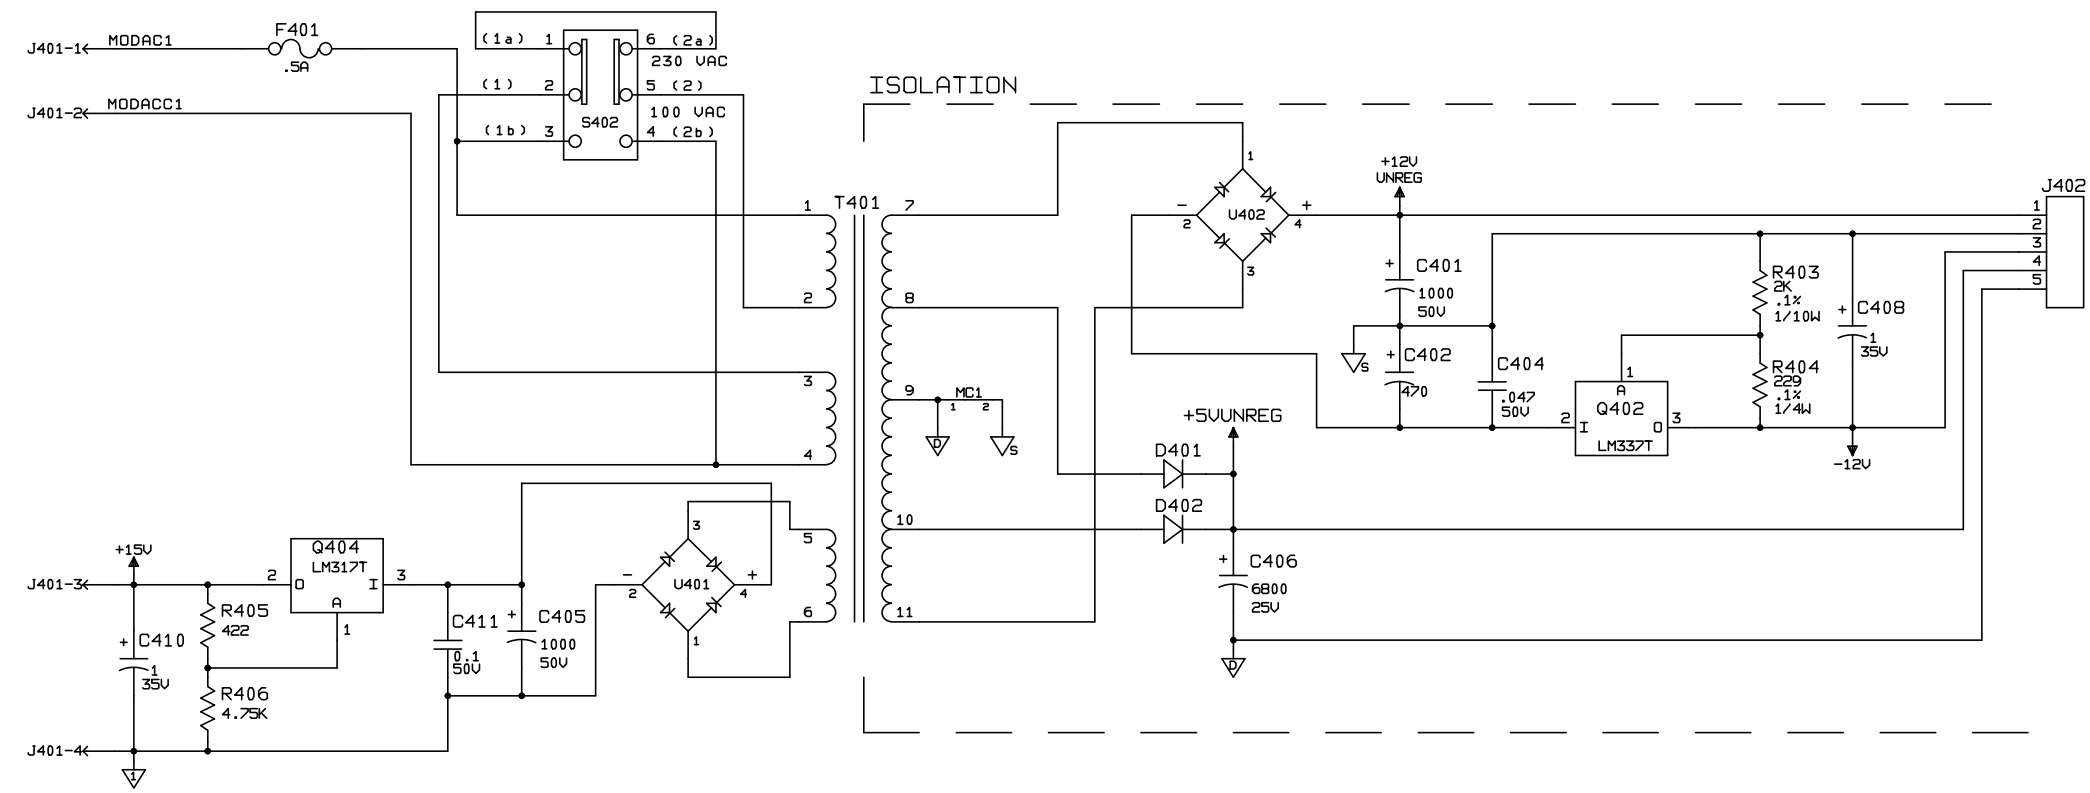 J401-1
MODAC1
F401
.5A
J401-2
MODACC1
(1a) 1
6 (2a)
230 VAC
(1) 2
5 (2)
100 VAC
S402
(1b) 3
4 (2b)
ISOLATION
T401
1
2
3
4
5
6
7
8
9
10
11
MC1
1 2
D
S
1
U402
-
2
+
4
3
+12V
UNREG
+ C401
1000
50V
S
+ C402
470
C404
.047
50V
2
I
A
1
O
3
Q402
LM337T
R403
2K
.1%
1/10W
R404
229
.1%
1/4W
+ C408
1
35V
-12V
J402
1
2
3
4
5
+5VUNREG
D401
D402
+ C406
6800
25V
D
3
U401
-
2
+
4
1
J401-3
+15V
Q404
LM317T
2
O
I
3
A
1
R405
422
R406
4.75K
+ C410
1
35V
C411
0.1
50V
+ C405
1000
50V
J401-4
1